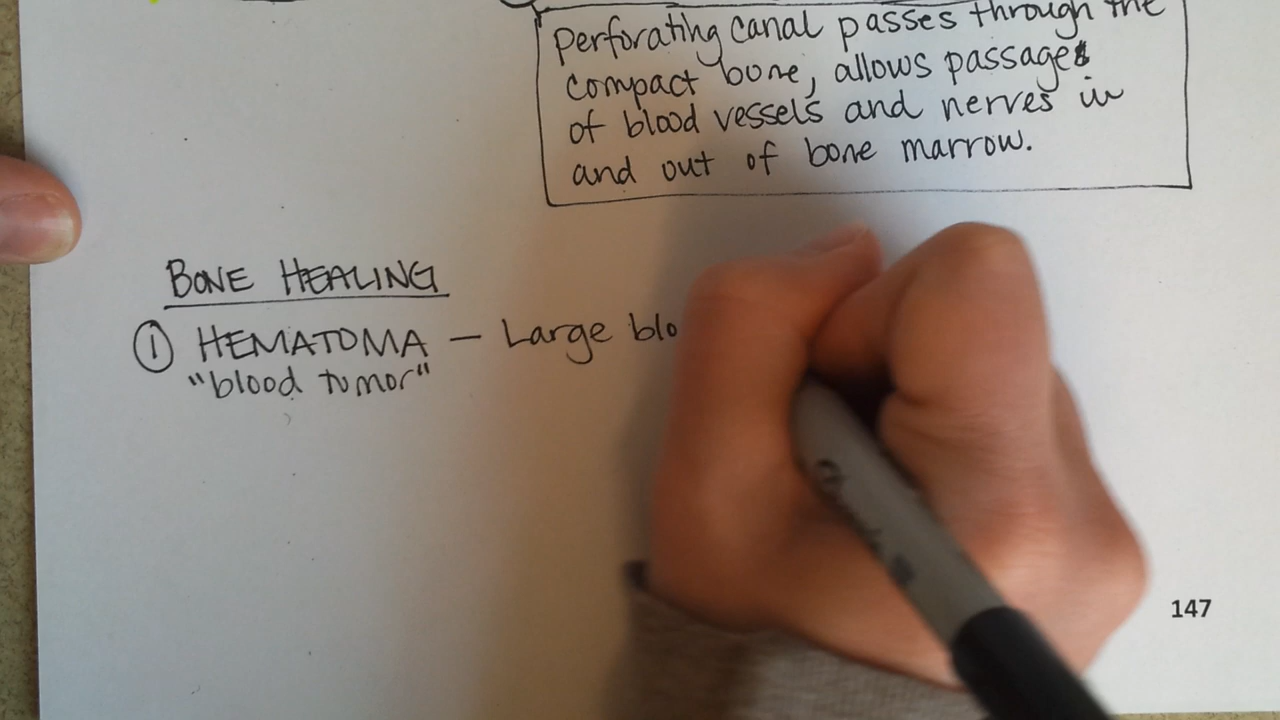 perforating canal passes through the
compact bone, allows passages
of blood vessels and nerves in
and out of bone marrow.
BONE HEALING
① HEMATOMA — Large blo
"blood tumor"
147